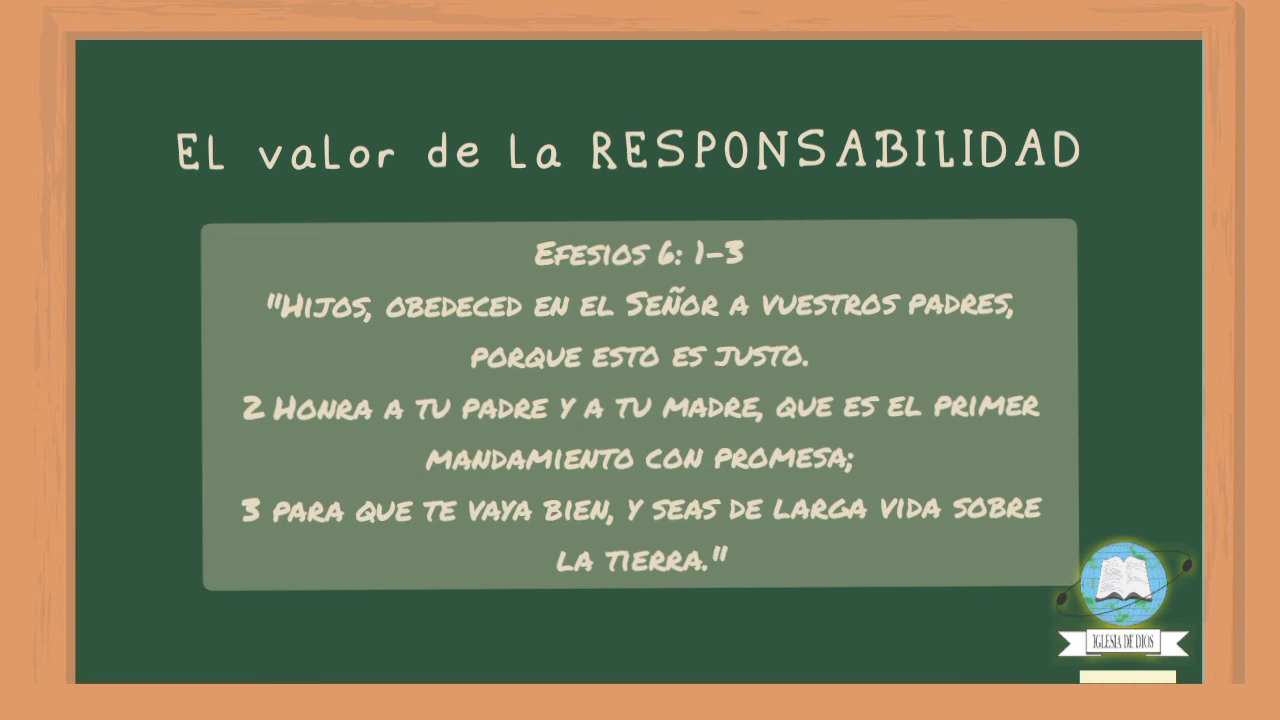 EL valor de la RESPONSABILIDAD
Efesios 6: 1-3
"Hijos, obedeced en el Señor a vuestros padres,
porque esto es justo.
2 Honra a tu padre y a tu madre, que es el primer
mandamiento con promesa;
3 para que te vaya bien, y seas de larga vida sobre
la tierra."
IGLESIA DE DIOS